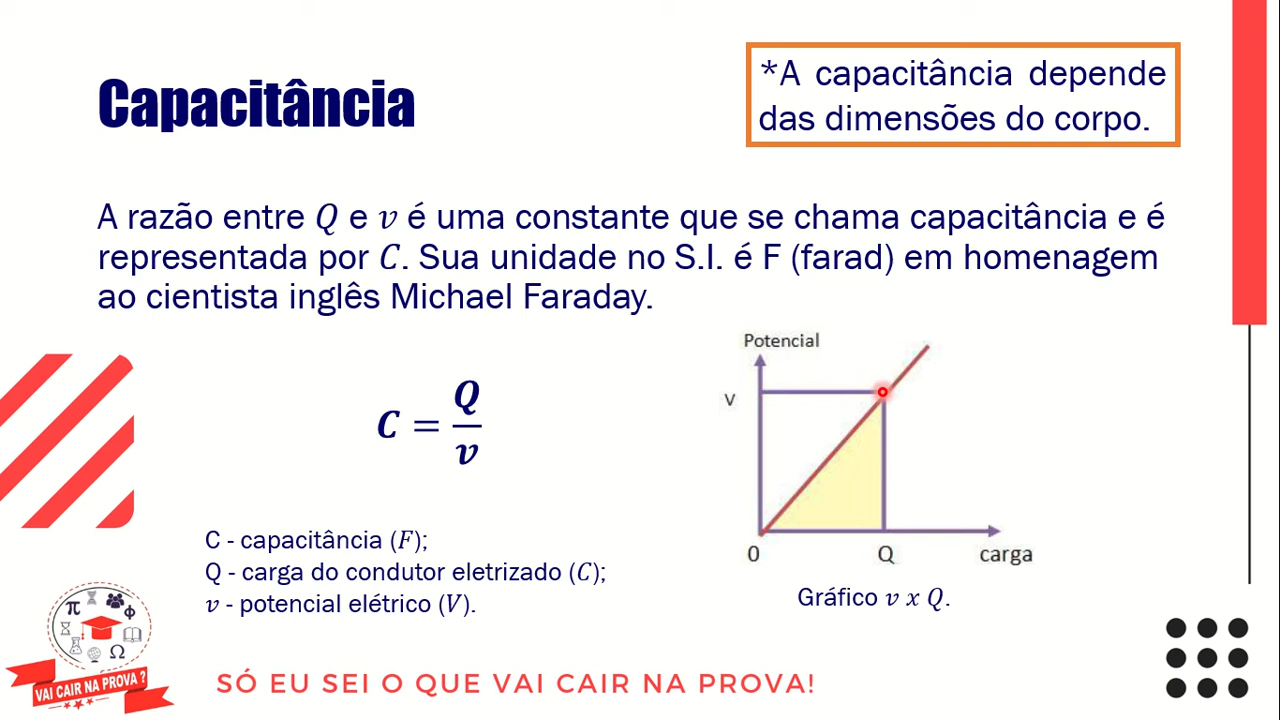 Capacitância
*A capacitância depende
das dimensões do corpo.
A razão entre Q e v é uma constante que se chama capacitância e é
representada por C. Sua unidade no S.I. é F (farad) em homenagem
ao cientista inglês Michael Faraday.
C = Q/v
Potencial
v
0
Q
carga
Gráfico v x Q.
C - capacitância (F);
Q - carga do condutor eletrizado (C);
v - potencial elétrico (V).
π
ϕ
Ω
VAI CAIR NA PROVA ?
SÓ EU SEI O QUE VAI CAIR NA PROVA!